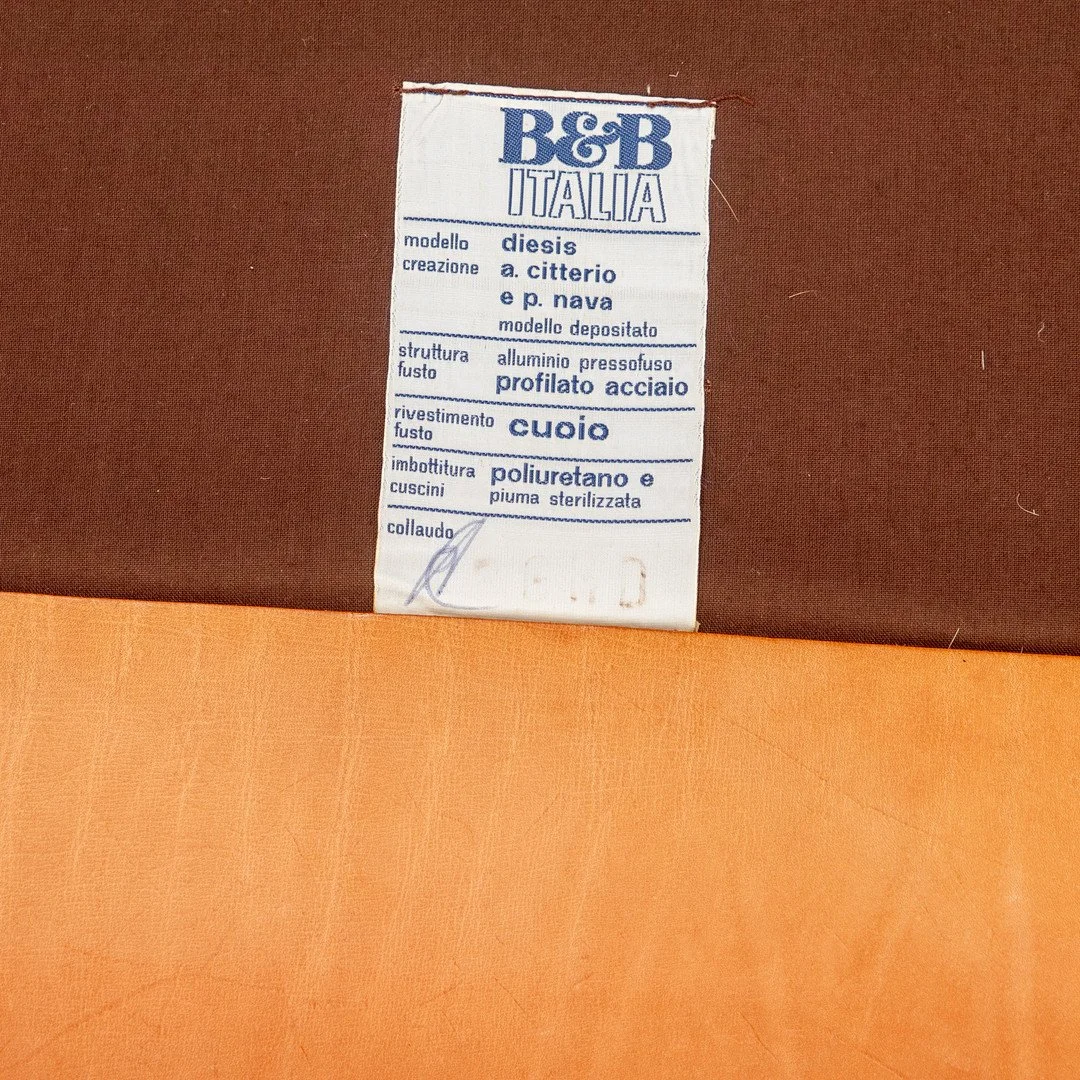 B&B
ITALIA
modello diesis
creazione a. citterio
e p. nava
modello depositato
struttura fusto alluminio pressofuso
profilato acciaio
rivestimento fusto cuoio
imbottitura cuscini poliuretano e
piuma sterilizzata
collaudo